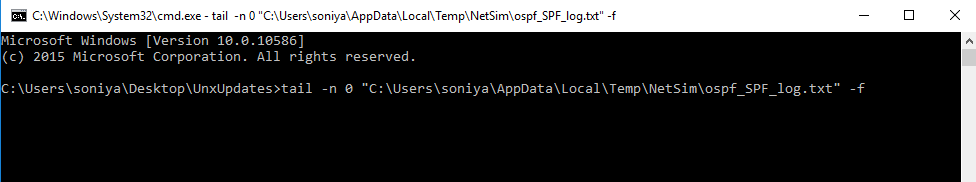 C:\Windows\System32\cmd.exe - tail  -n 0 "C:\Users\soniya\AppData\Local\Temp\NetSim\ospf_SPF_log.txt" -f
Microsoft Windows [Version 10.0.10586]
(c) 2015 Microsoft Corporation. All rights reserved.
C:\Users\soniya\Desktop\UnxUpdates>tail -n 0 "C:\Users\soniya\AppData\Local\Temp\NetSim\ospf_SPF_log.txt" -f